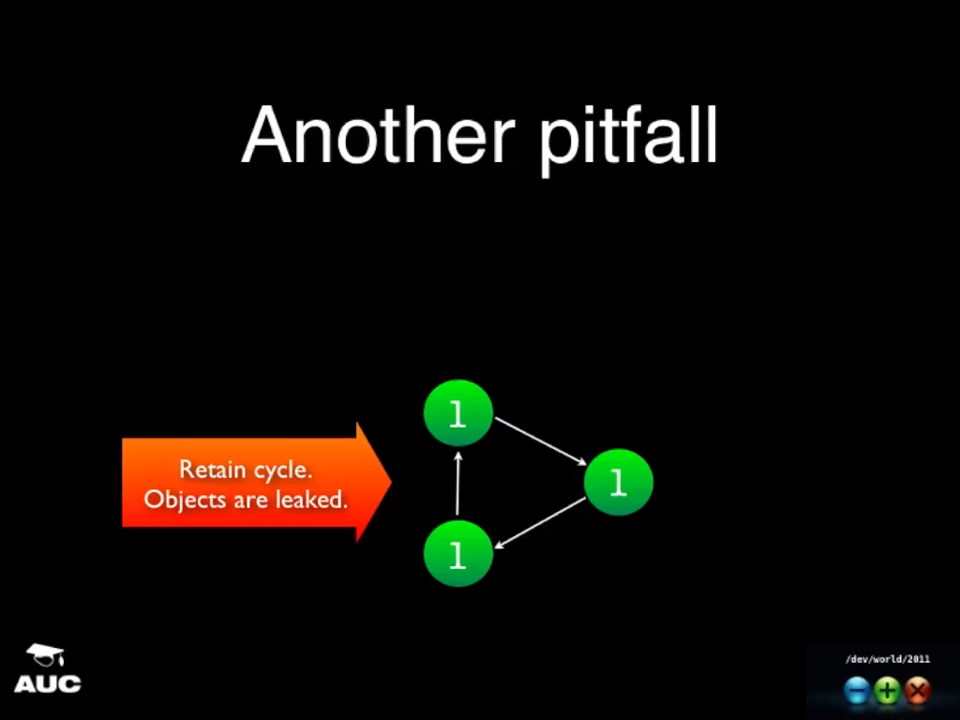 Another pitfall
1
Retain cycle.
Objects are leaked.
1
1
AUC
/dev/world/2011